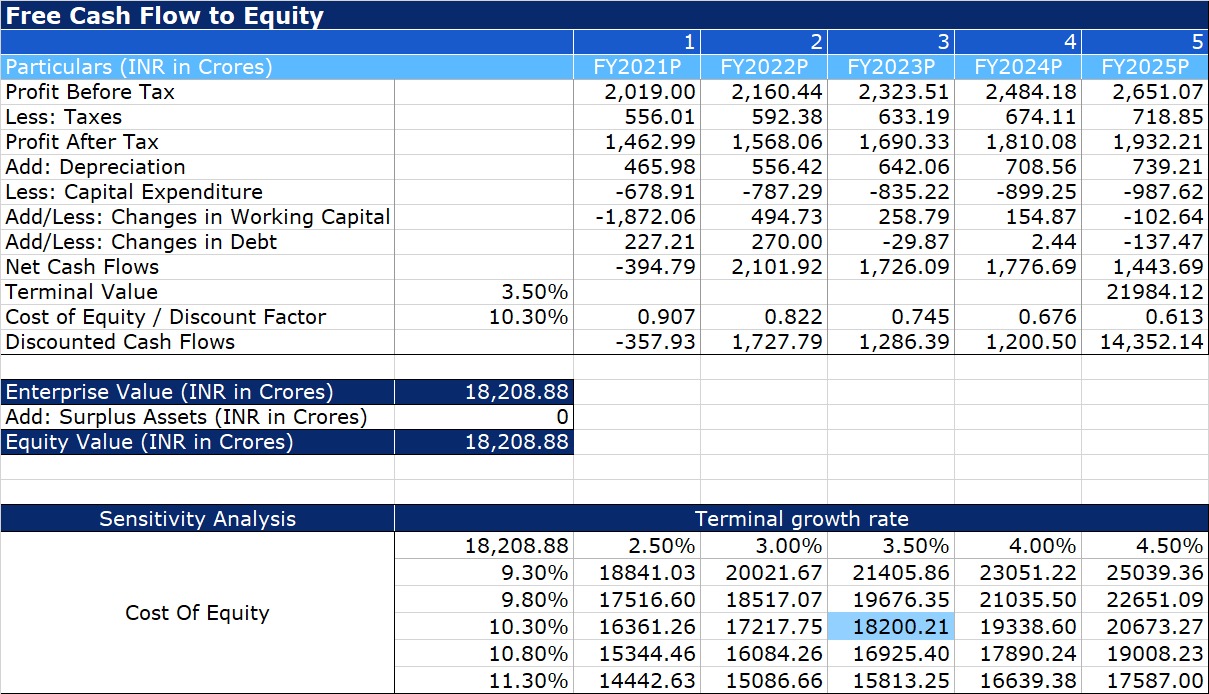 Free Cash Flow to Equity
1 2 3 4 5
Particulars (INR in Crores) FY2021P FY2022P FY2023P FY2024P FY2025P
Profit Before Tax 2,019.00 2,160.44 2,323.51 2,484.18 2,651.07
Less: Taxes 556.01 592.38 633.19 674.11 718.85
Profit After Tax 1,462.99 1,568.06 1,690.33 1,810.08 1,932.21
Add: Depreciation 465.98 556.42 642.06 708.56 739.21
Less: Capital Expenditure -678.91 -787.29 -835.22 -899.25 -987.62
Add/Less: Changes in Working Capital -1,872.06 494.73 258.79 154.87 -102.64
Add/Less: Changes in Debt 227.21 270.00 -29.87 2.44 -137.47
Net Cash Flows -394.79 2,101.92 1,726.09 1,776.69 1,443.69
Terminal Value 3.50% 21984.12
Cost of Equity / Discount Factor 10.30% 0.907 0.822 0.745 0.676 0.613
Discounted Cash Flows -357.93 1,727.79 1,286.39 1,200.50 14,352.14
Enterprise Value (INR in Crores) 18,208.88
Add: Surplus Assets (INR in Crores) 0
Equity Value (INR in Crores) 18,208.88
Sensitivity Analysis Terminal growth rate
18,208.88 2.50% 3.00% 3.50% 4.00% 4.50%
9.30% 18841.03 20021.67 21405.86 23051.22 25039.36
9.80% 17516.60 18517.07 19676.35 21035.50 22651.09
Cost Of Equity 10.30% 16361.26 17217.75 18200.21 19338.60 20673.27
10.80% 15344.46 16084.26 16925.40 17890.24 19008.23
11.30% 14442.63 15086.66 15813.25 16639.38 17587.00